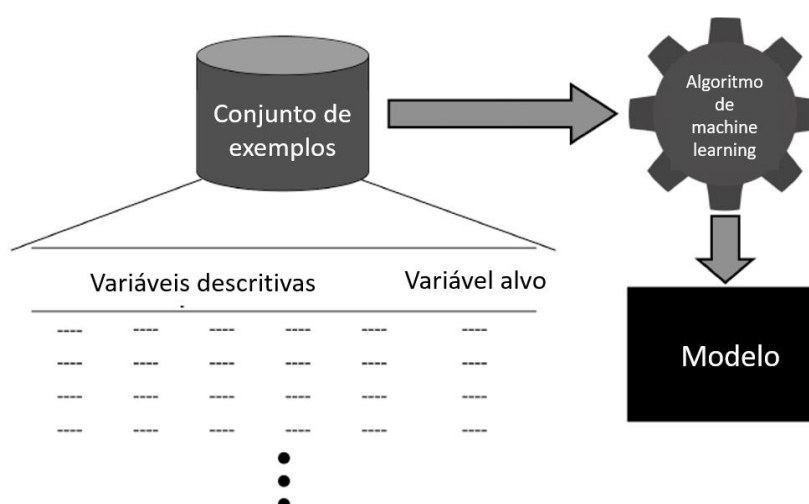 Conjunto de
exemplos
Algoritmo
de
machine
learning
Variáveis descritivas
Variável alvo
---- ---- ---- ---- ---- ----
---- ---- ---- ---- ---- ----
---- ---- ---- ---- ---- ----
---- ---- ---- ---- ---- ----
Modelo